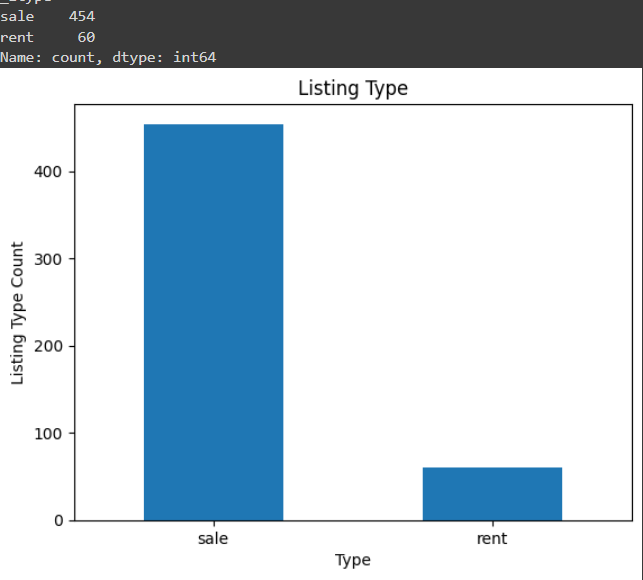 sale    454
rent     60
Name: count, dtype: int64
Listing Type
Listing Type Count
400
300
200
100
0
sale rent
Type